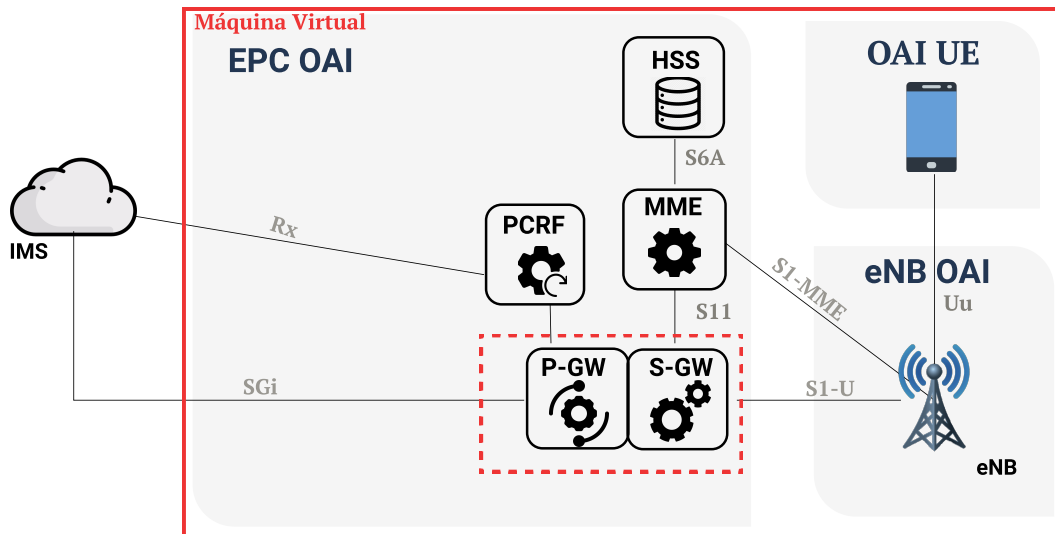 Máquina Virtual
EPC OAI
HSS
OAI UE
S6A
MME
PCRF
Rx
IMS
S1-MME
eNB OAI
Uu
S11
P-GW
S-GW
SGi
S1-U
eNB